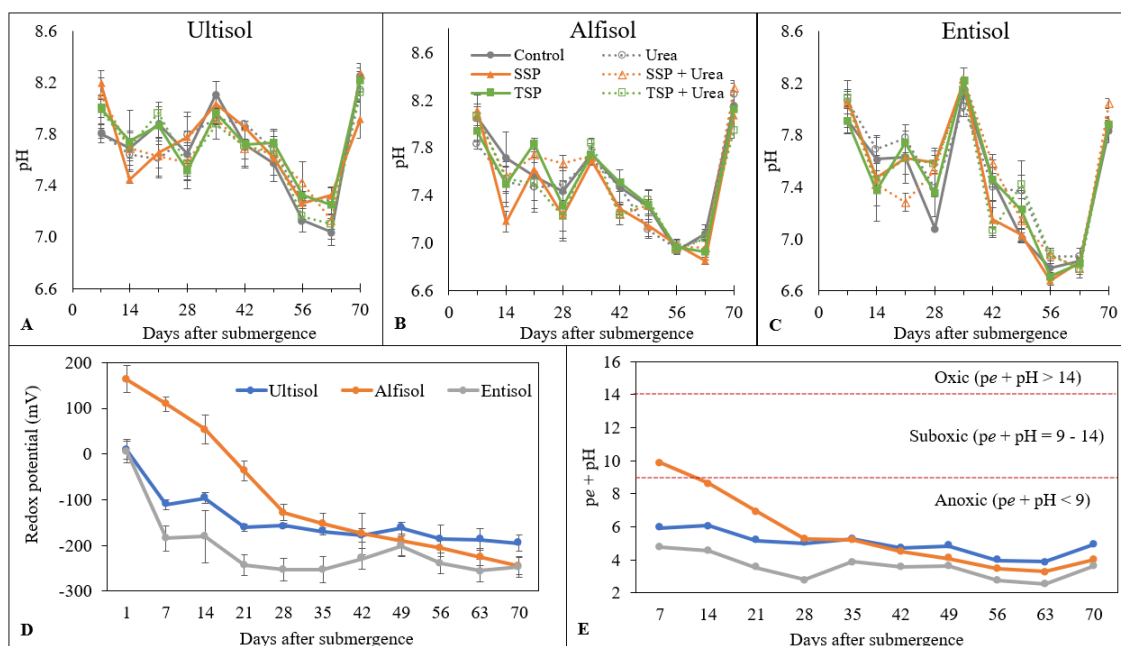 Ultisol
8.6
8.2
7.8
7.4
7.0
6.6
pH
0
14
28
42
56
70
Days after submergence
A
Alfisol
8.6
8.2
7.8
7.4
7.0
6.6
pH
Control
Urea
SSP
SSP + Urea
TSP
TSP + Urea
0
14
28
42
56
70
Days after submergence
B
Entisol
8.6
8.2
7.8
7.4
7.0
6.6
pH
0
14
28
42
56
70
Days after submergence
C
200
100
0
-100
-200
-300
Redox potential (mV)
Ultisol
Alfisol
Entisol
1
7
14
21
28
35
42
49
56
63
70
Days after submergence
D
16
14
12
10
8
6
4
2
pe + pH
Oxic (pe + pH > 14)
Suboxic (pe + pH = 9 - 14)
Anoxic (pe + pH < 9)
7
14
21
28
35
42
49
56
63
70
Days after submergence
E